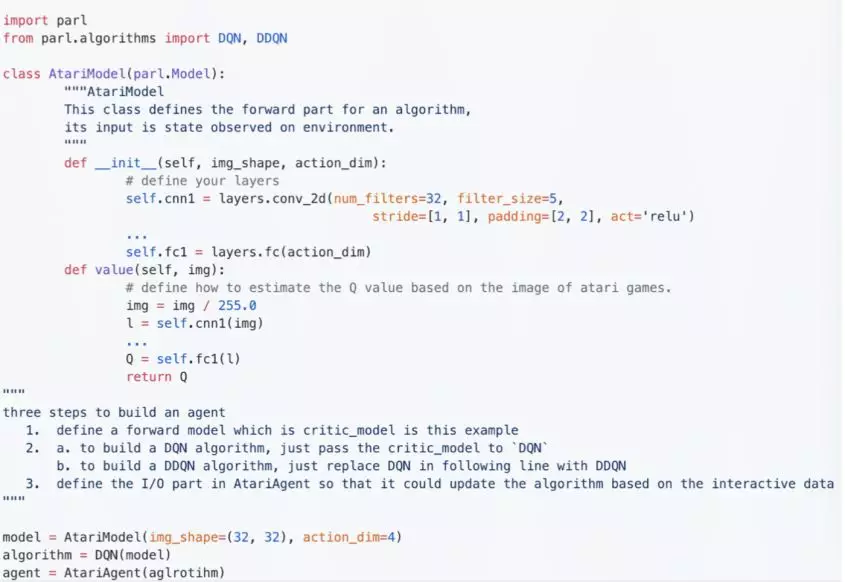 import parl
from parl.algorithms import DQN, DDQN
class AtariModel(parl.Model):
"""AtariModel
This class defines the forward part for an algorithm,
its input is state observed on environment.
"""
def __init__(self, img_shape, action_dim):
# define your layers
self.cnn1 = layers.conv_2d(num_filters=32, filter_size=5,
stride=[1, 1], padding=[2, 2], act='relu')
...
self.fc1 = layers.fc(action_dim)
def value(self, img):
# define how to estimate the Q value based on the image of atari games.
img = img / 255.0
l = self.cnn1(img)
...
Q = self.fc1(l)
return Q
"""
three steps to build an agent
1. define a forward model which is critic_model is this example
2. a. to build a DQN algorithm, just pass the critic_model to `DQN`
b. to build a DDQN algorithm, just replace DQN in following line with DDQN
3. define the I/O part in AtariAgent so that it could update the algorithm based on the interactive data
"""
model = AtariModel(img_shape=(32, 32), action_dim=4)
algorithm = DQN(model)
agent = AtariAgent(aglrotihm)